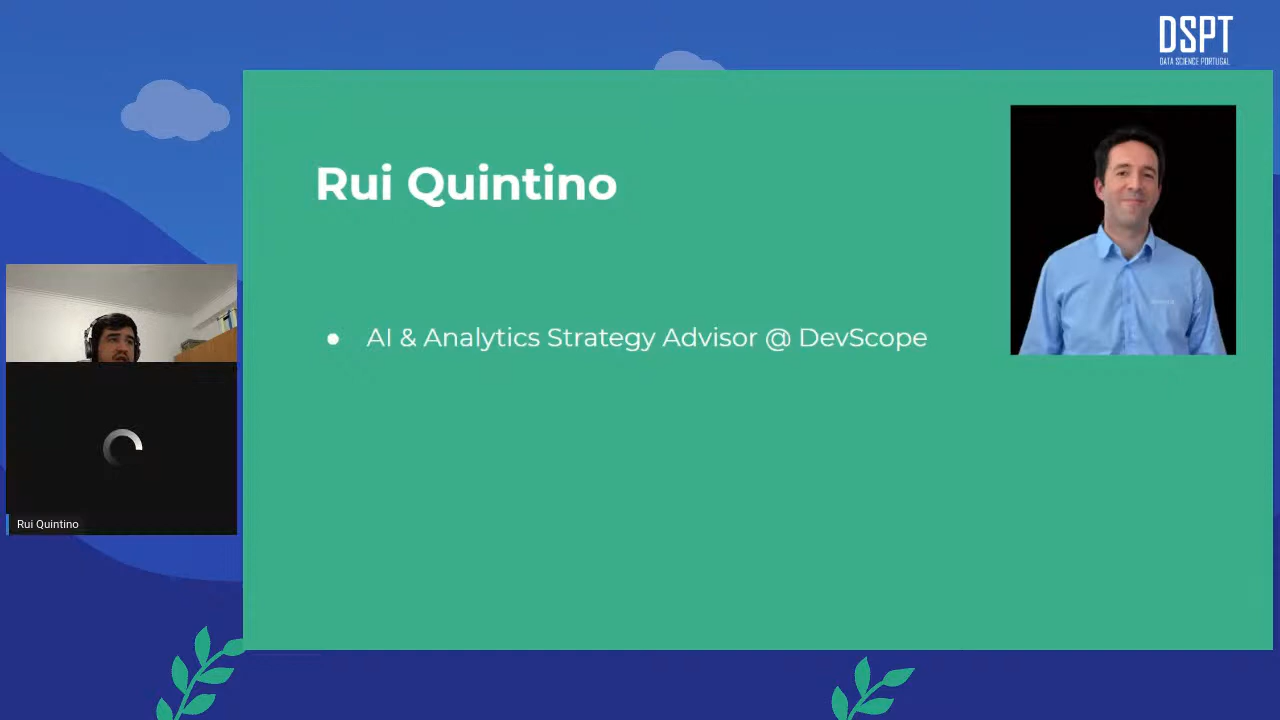 DSPT
DATA SCIENCE PORTUGAL
Rui Quintino
● AI & Analytics Strategy Advisor @ DevScope
Rui Quintino